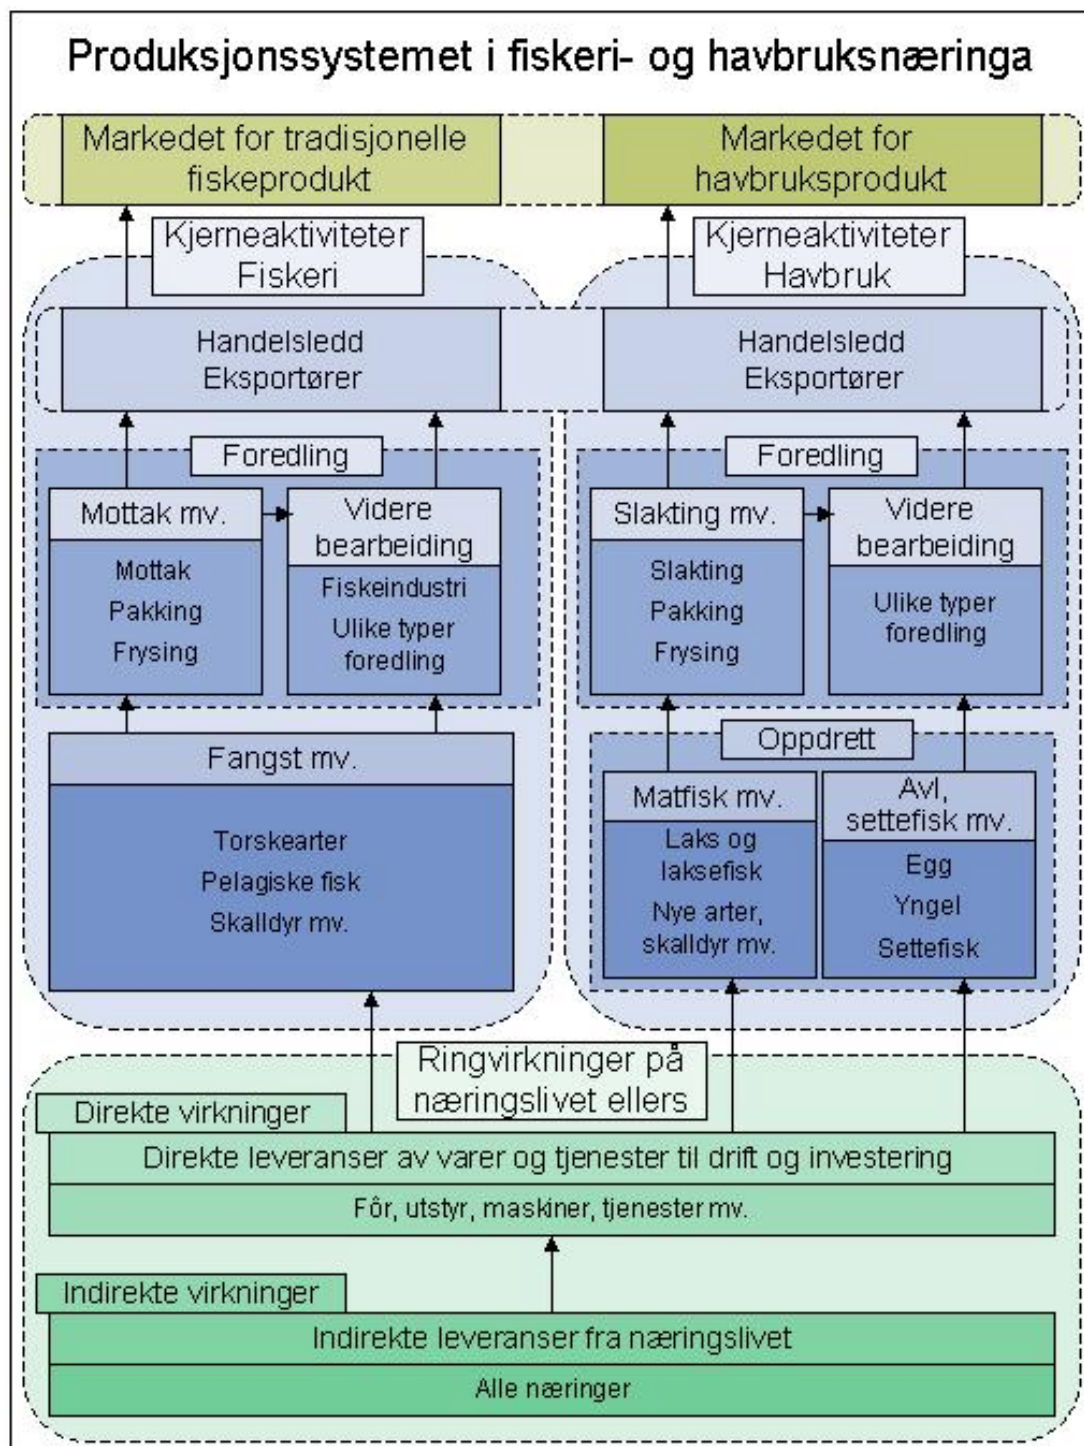 Produksjonssystemet i fiskeri- og havbruksnæringa
Markedet for tradisjonelle
fiskeprodukt
Markedet for
havbruksprodukt
Kjerneaktiviteter
Fiskeri
Kjerneaktiviteter
Havbruk
Handelsledd
Eksportører
Handelsledd
Eksportører
Foredling
Mottak mv.
Mottak
Pakking
Frysing
Videre
bearbeiding
Fiskeindustri
Ulike typer
foredling
Foredling
Slakting mv.
Slakting
Pakking
Frysing
Videre
bearbeiding
Ulike typer
foredling
Fangst mv.
Torskearter
Pelagiske fisk
Skalldyr mv.
Oppdrett
Matfisk mv.
Laks og
laksefisk
Nye arter,
skalldyr mv.
Avl,
settefisk mv.
Egg
Yngel
Settefisk
Ringvirkninger på
næringslivet ellers
Direkte virkninger
Direkte leveranser av varer og tjenester til drift og investering
Fôr, utstyr, maskiner, tjenester mv.
Indirekte virkninger
Indirekte leveranser fra næringslivet
Alle næringer